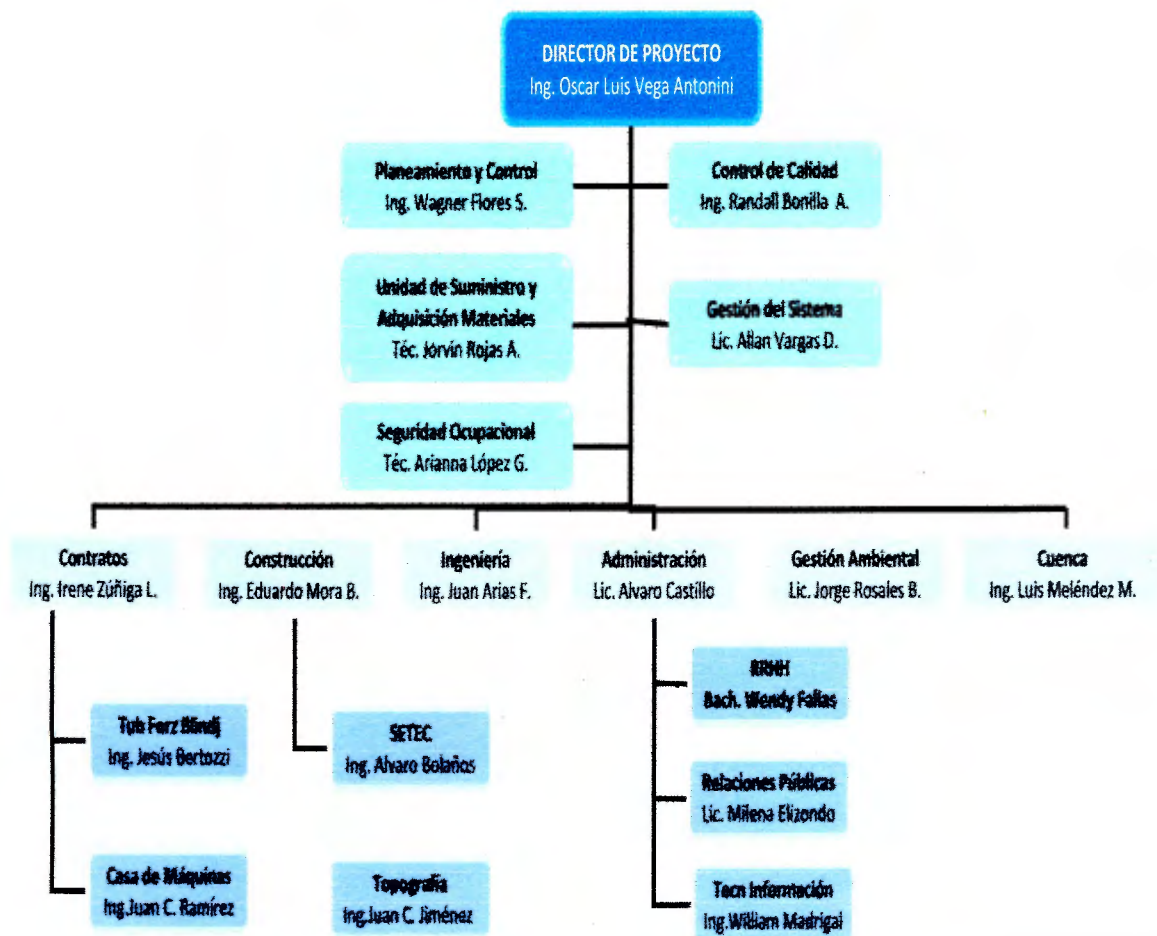 DIRECTOR DE PROYECTO
Ing. Oscar Luis Vega Antonini
Planeamiento y Control
Ing. Wagner Flores S.
Control de Calidad
Ing. Randall Bonilla A.
Unidad de Suministro y
Adquisición Materiales
Téc. Jorvin Rojas A.
Gestión del Sistema
Lic. Allan Vargas D.
Seguridad Ocupacional
Téc. Arianna López G.
Contratos
Ing. Irene Zúñiga L.
Construcción
Ing. Eduardo Mora B.
Ingeniería
Ing. Juan Arias F.
Administración
Lic. Alvaro Castillo
Gestión Ambiental
Lic. Jorge Rosales B.
Cuenca
Ing. Luis Meléndez M.
Tub Forz Blindj
Ing. Jesús Bertozzi
SETEC
Ing. Alvaro Bolaños
RRHH
Bach. Wendy Fallas
Relaciones Públicas
Lic. Milena Elizondo
Casa de Máquinas
Ing.Juan C. Ramírez
Topografía
Ing.Juan C. Jiménez
Tecn Información
Ing.William Madrigal